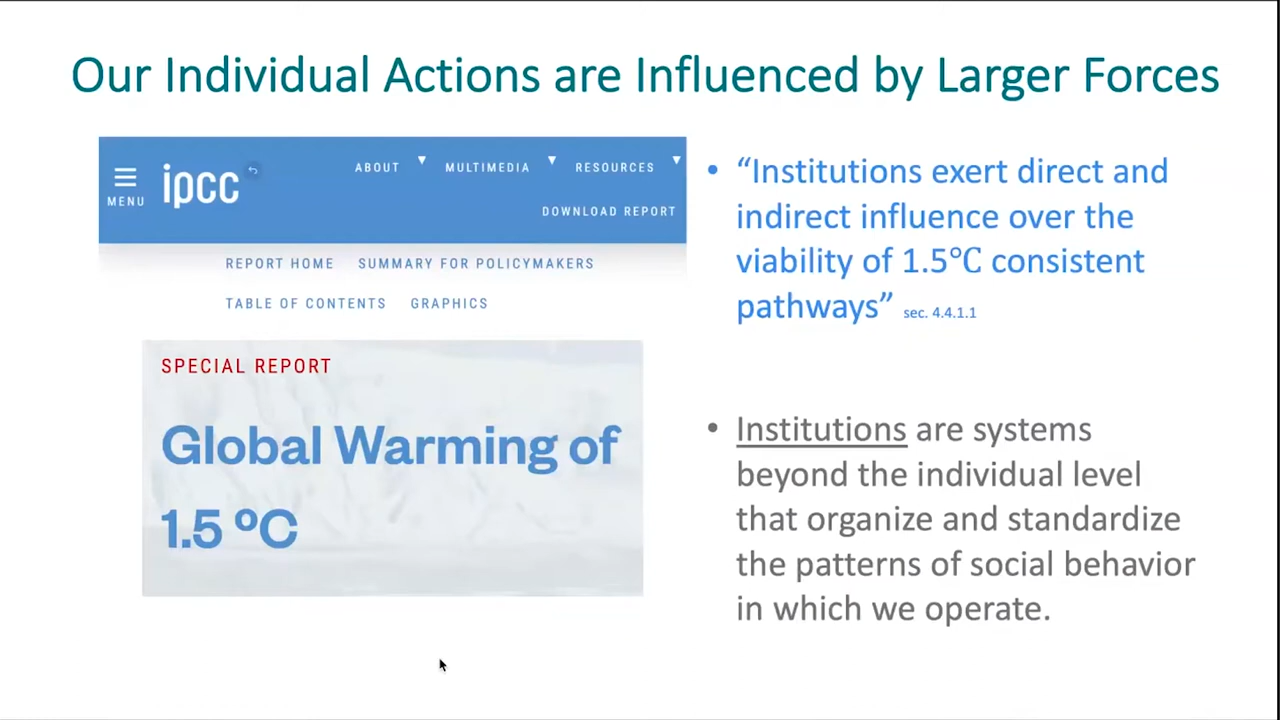 Our Individual Actions are Influenced by Larger Forces
ipcc
MENU
ABOUT ▼ MULTIMEDIA ▼ RESOURCES ▼
DOWNLOAD REPORT
REPORT HOME SUMMARY FOR POLICYMAKERS
TABLE OF CONTENTS GRAPHICS
SPECIAL REPORT
Global Warming of
1.5 ºC
• “Institutions exert direct and
indirect influence over the
viability of 1.5℃ consistent
pathways” sec. 4.4.1.1
• Institutions are systems
beyond the individual level
that organize and standardize
the patterns of social behavior
in which we operate.